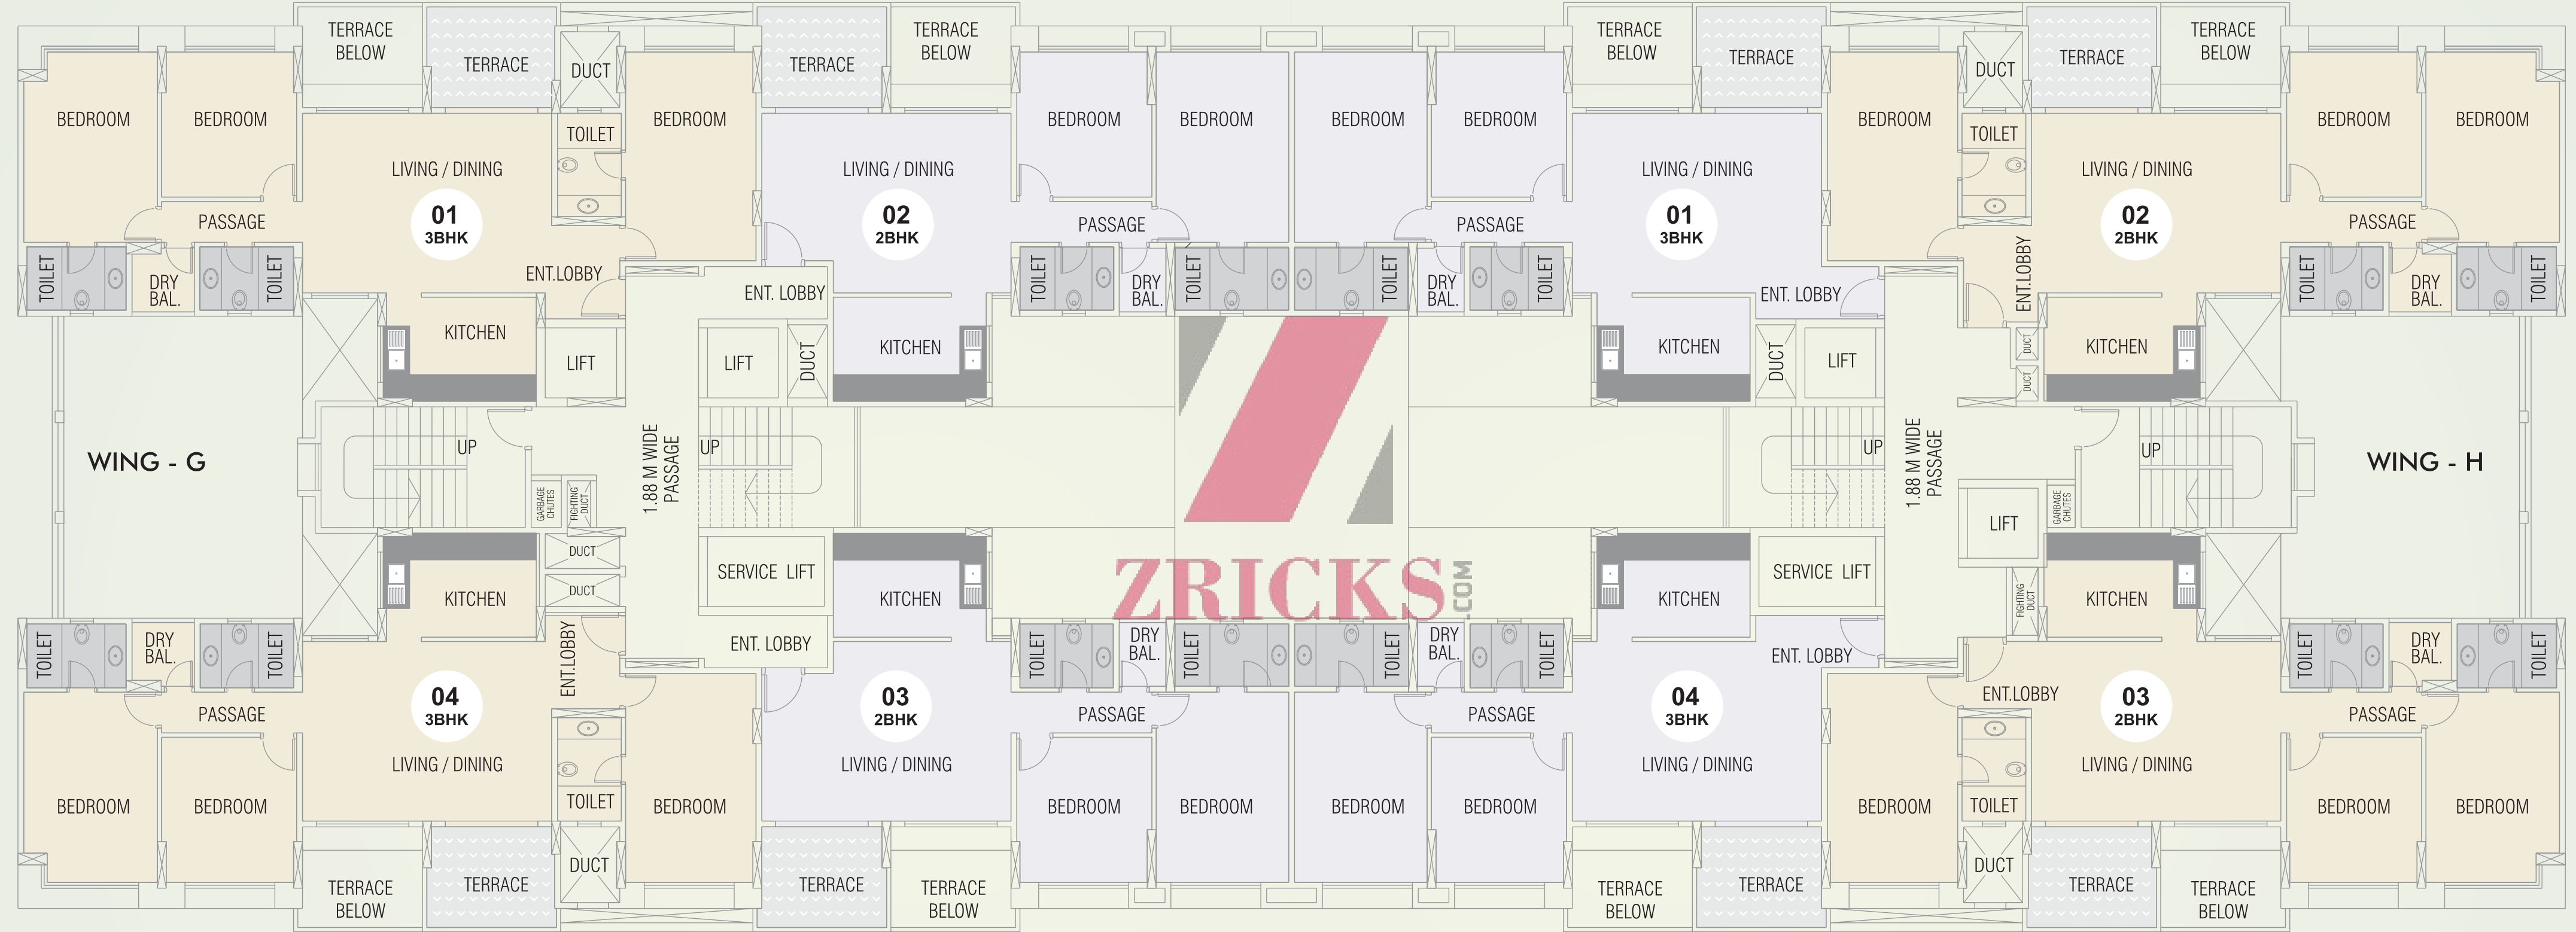 TERRACE BELOW
TERRACE
DUCT
TERRACE
TERRACE BELOW
TERRACE BELOW
TERRACE
DUCT
TERRACE
TERRACE BELOW
BEDROOM
BEDROOM
TOILET
BEDROOM
BEDROOM
BEDROOM
BEDROOM
BEDROOM
BEDROOM
TOILET
BEDROOM
BEDROOM
LIVING / DINING
LIVING / DINING
LIVING / DINING
LIVING / DINING
01
3BHK
02
2BHK
01
3BHK
02
2BHK
PASSAGE
PASSAGE
PASSAGE
PASSAGE
TOILET
DRY BAL.
TOILET
ENT.LOBBY
ENT. LOBBY
TOILET
DRY BAL.
TOILET
TOILET
DRY BAL.
TOILET
ENT. LOBBY
ENT.LOBBY
TOILET
DRY BAL.
TOILET
KITCHEN
LIFT
LIFT
DUCT
KITCHEN
KITCHEN
DUCT
LIFT
DUCT
DUCT
KITCHEN
WING - G
UP
1.88 M WIDE
PASSAGE
UP
UP
1.88 M WIDE
PASSAGE
UP
WING - H
GARBAGE CHUTES
FIGHTING DUCT
LIFT
GARBAGE CHUTES
DUCT
DUCT
SERVICE LIFT
SERVICE LIFT
FIGHTING DUCT
ZRICKS.COM
KITCHEN
KITCHEN
KITCHEN
KITCHEN
TOILET
DRY BAL.
TOILET
ENT.LOBBY
ENT. LOBBY
TOILET
DRY BAL.
TOILET
TOILET
DRY BAL.
TOILET
ENT. LOBBY
ENT.LOBBY
TOILET
DRY BAL.
TOILET
PASSAGE
04
3BHK
03
2BHK
PASSAGE
PASSAGE
04
3BHK
03
2BHK
PASSAGE
LIVING / DINING
LIVING / DINING
LIVING / DINING
LIVING / DINING
BEDROOM
BEDROOM
TOILET
BEDROOM
BEDROOM
BEDROOM
BEDROOM
BEDROOM
BEDROOM
TOILET
BEDROOM
BEDROOM
TERRACE BELOW
TERRACE
DUCT
TERRACE
TERRACE BELOW
TERRACE BELOW
TERRACE
DUCT
TERRACE
TERRACE BELOW